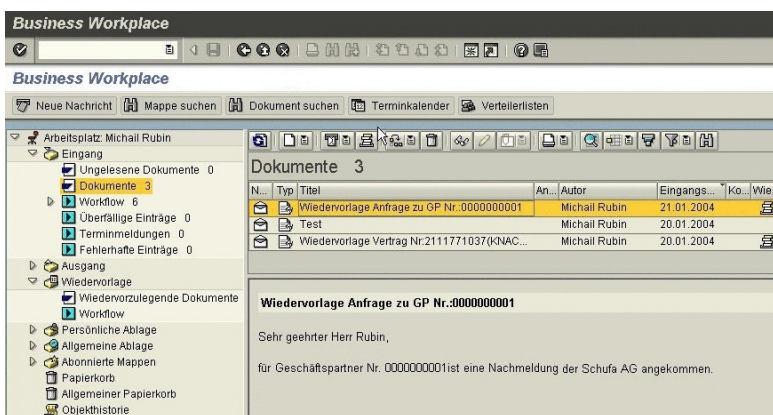 Business Workplace
Business Workplace
Neue Nachricht Mappe suchen Dokument suchen Terminkalender Verteilerlisten
Arbeitsplatz: Michail Rubin
Eingang
Ungelesene Dokumente 0
Dokumente 3
Workflow 6
Überfällige Einträge 0
Terminmeldungen 0
Fehlerhafte Einträge 0
Ausgang
Wiedervorlage
Wiedervorzulegende Dokumente
Workflow
Persönliche Ablage
Allgemeine Ablage
Abonnierte Mappen
Papierkorb
Allgemeiner Papierkorb
Objekthistorie
Dokumente 3
N... Typ Titel An... Autor Eingangs... Ko... Wie
Wiedervorlage Anfrage zu GP Nr.:0000000001 Michail Rubin 21.01.2004
Test Michail Rubin 20.01.2004
Wiedervorlage Vertrag Nr:2111771037(KNAC... Michail Rubin 20.01.2004
Wiedervorlage Anfrage zu GP Nr.:0000000001
Sehr geehrter Herr Rubin,
für Geschäftspartner Nr. 0000000001ist eine Nachmeldung der Schufa AG angekommen.